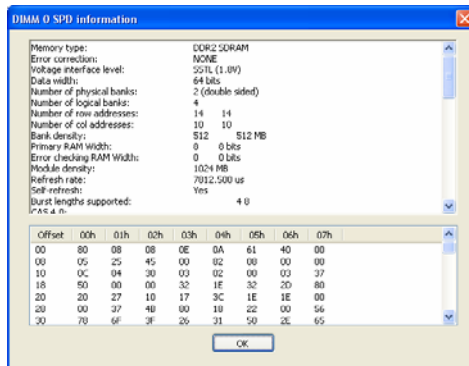 DIMM 0 SPD information
Memory type: DDR2 SDRAM
Error correction: NONE
Voltage interface level: SSTL (1.8V)
Data width: 64 bits
Number of physical banks: 2 (double sided)
Number of logical banks: 4
Number of row addresses: 14 14
Number of col addresses: 10 10
Bank density: 512 512 MB
Primary RAM Width: 8 8 bits
Error checking RAM Width: 0 0 bits
Module density: 1024 MB
Refresh rate: 7812.500 us
Self-refresh: Yes
Burst lengths supported: 4 8
CAS 4.0:
Offset 00h 01h 02h 03h 04h 05h 06h 07h
00 80 08 08 0E 0A 61 40 00
08 05 25 45 00 82 08 00 00
10 0C 04 30 03 02 00 03 37
18 50 00 00 32 1E 32 2D 80
20 20 27 10 17 3C 1E 1E 00
28 00 37 4B 80 18 22 00 56
30 78 6F 3F 26 31 50 2E 65
OK